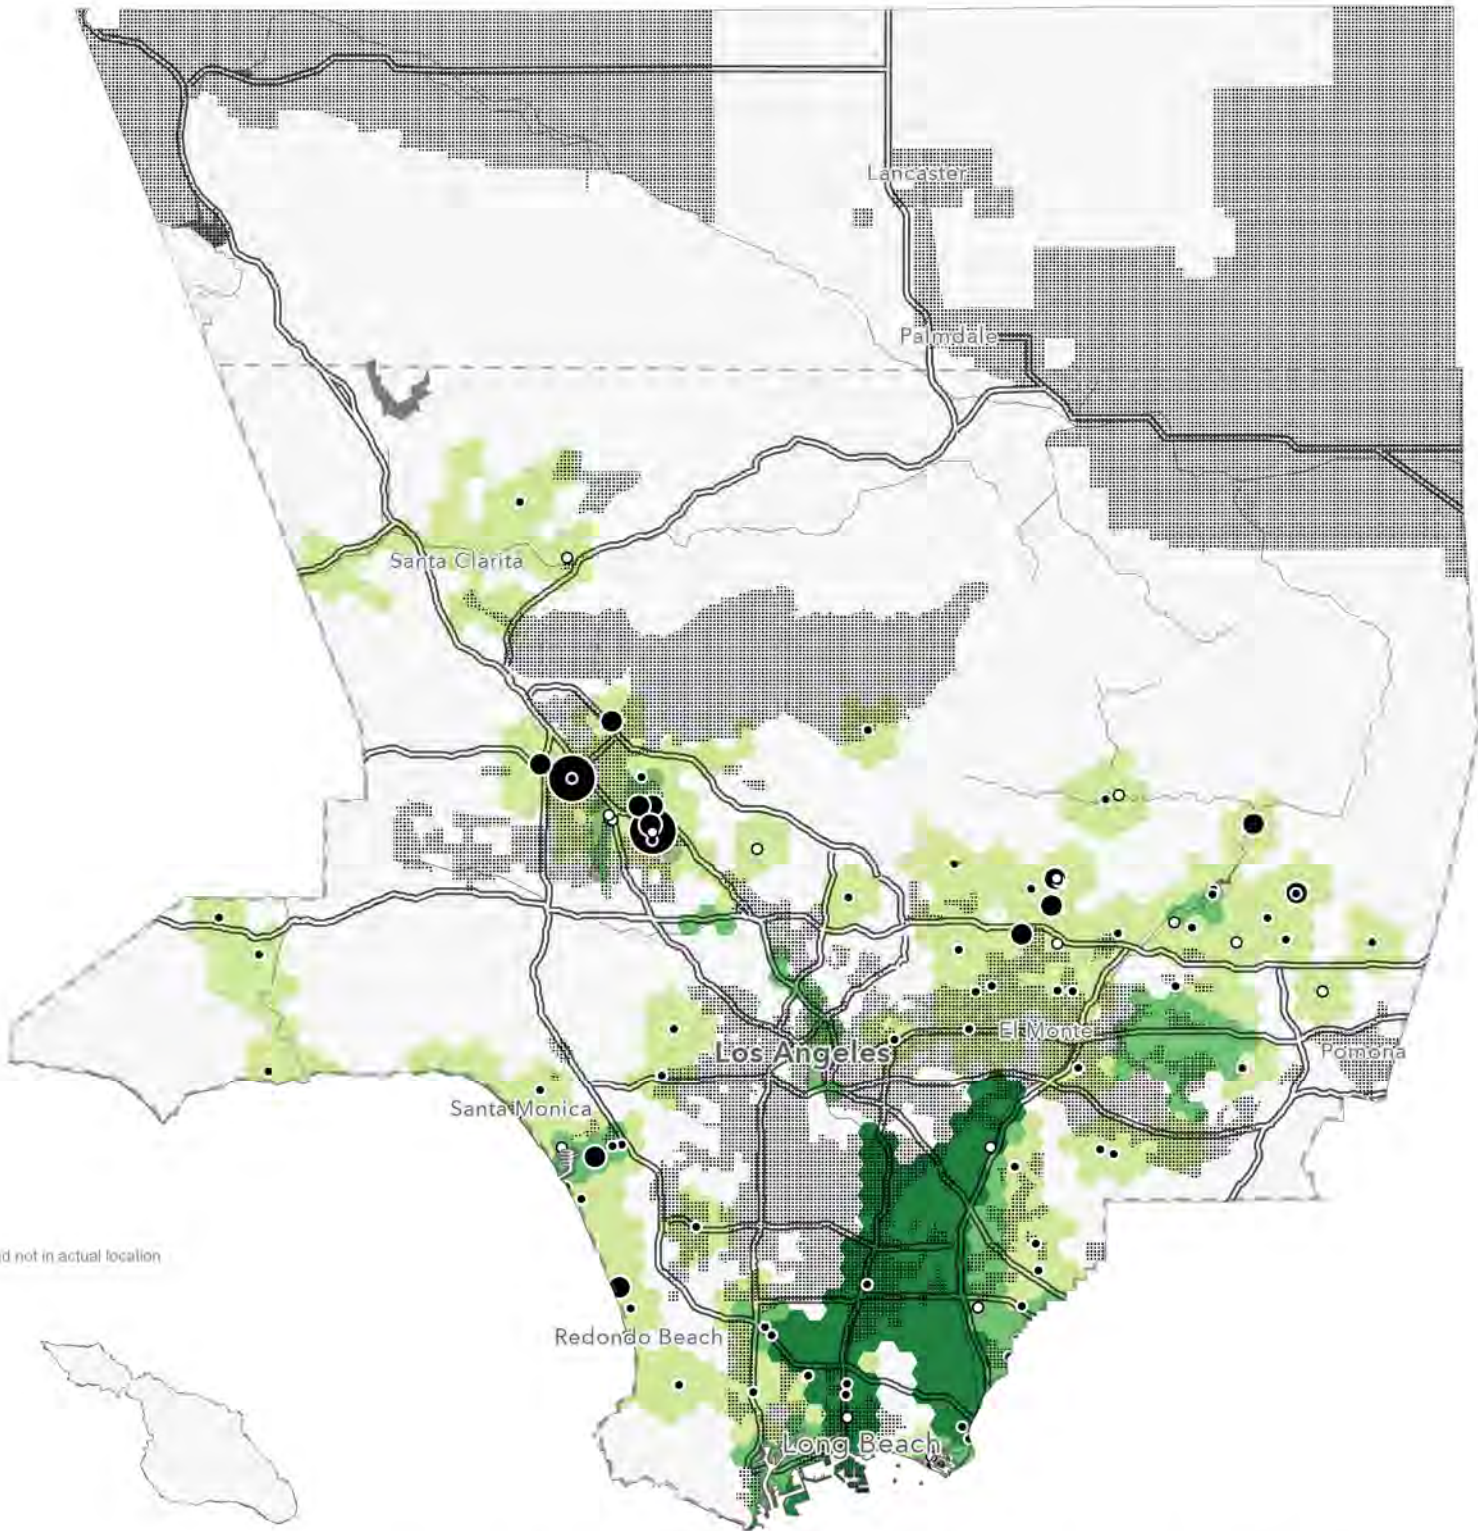 Lancaster
Palmdale
Santa Clarita
El Monte
Los Angeles
Pomona
Santa Monica
d not in actual location
Redondo Beach
Long Beach